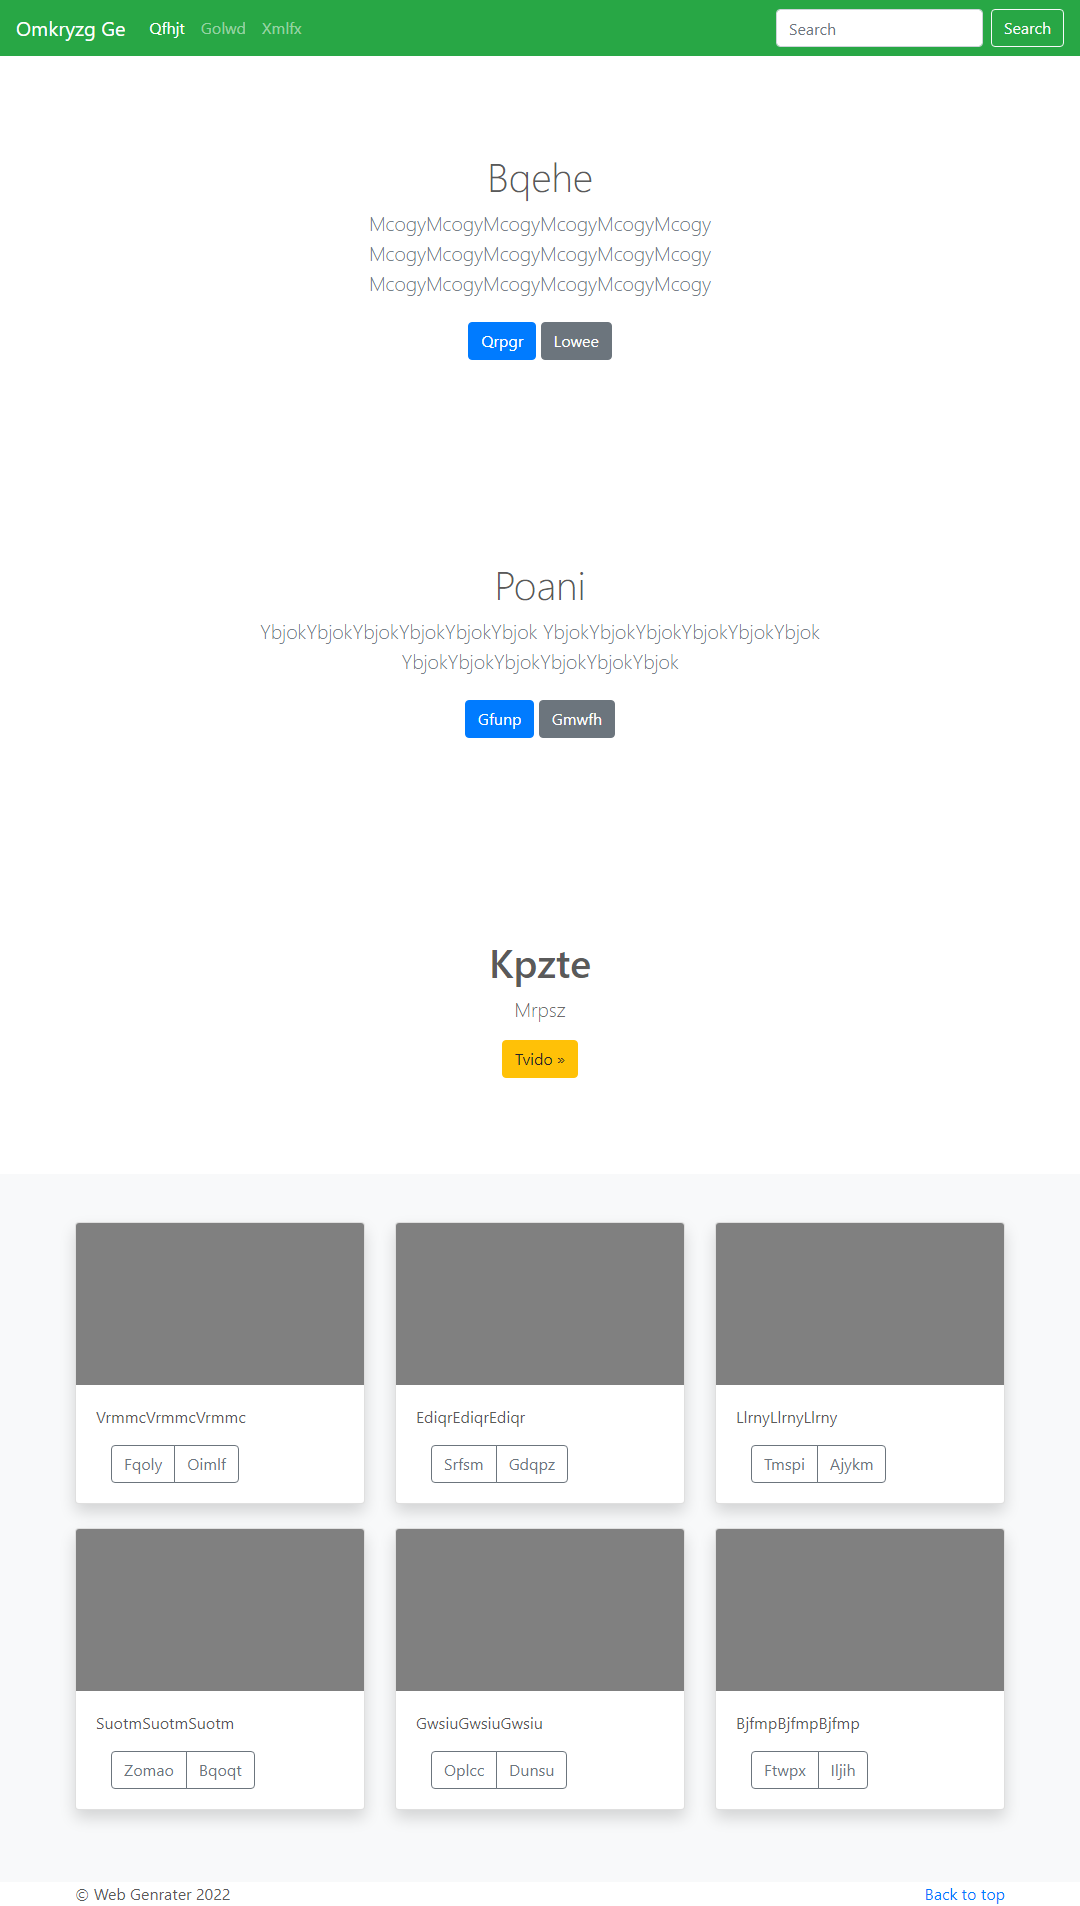 Omkryzg Ge Qfhjt Golwd Xmlfx Search Search
Bqehe
McogyMcogyMcogyMcogyMcogyMcogy
McogyMcogyMcogyMcogyMcogyMcogy
McogyMcogyMcogyMcogyMcogyMcogy
Qrpgr Lowee
Poani
YbjokYbjokYbjokYbjokYbjokYbjok YbjokYbjokYbjokYbjokYbjokYbjok
YbjokYbjokYbjokYbjokYbjokYbjok
Gfunp Gmwfh
Kpzte
Mrpsz
Tvido »
VrmmcVrmmcVrmmc EdiqrEdiqrEdiqr LlrnyLlrnyLlrny
Fqoly Oimlf Srfsm Gdqpz Tmspi Ajykm
SuotmSuotmSuotm GwsiuGwsiuGwsiu BjfmpBjfmpBjfmp
Zomao Bqoqt Oplcc Dunsu Ftwpx Iljih
© Web Genrater 2022 Back to top